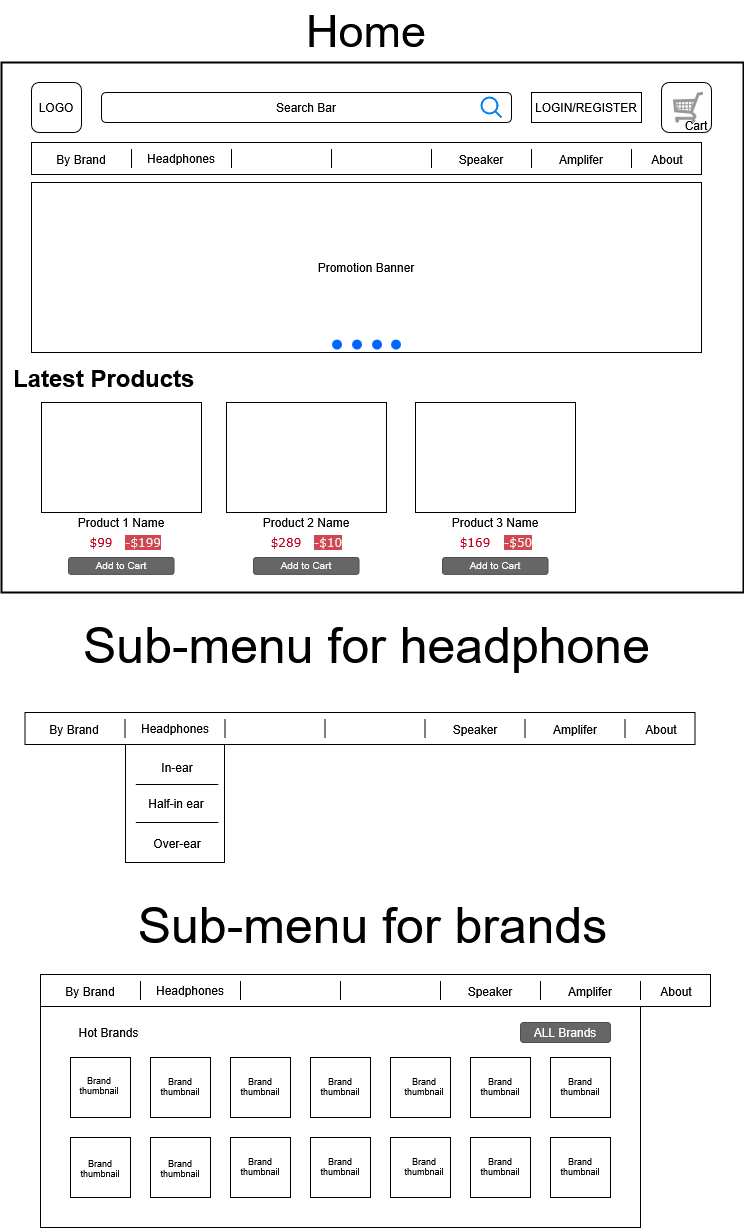 Home
LOGO
Search Bar
LOGIN/REGISTER
Cart
By Brand Headphones Speaker Amplifer About
Promotion Banner
Latest Products
Product 1 Name Product 2 Name Product 3 Name
$99 -$199 $289 -$10 $169 -$50
Add to Cart Add to Cart Add to Cart
Sub-menu for headphone
By Brand Headphones Speaker Amplifer About
In-ear
Half-in ear
Over-ear
Sub-menu for brands
By Brand Headphones Speaker Amplifer About
Hot Brands ALL Brands
Brand Brand Brand Brand Brand Brand Brand
thumbnail thumbnail thumbnail thumbnail thumbnail thumbnail thumbnail
Brand Brand Brand Brand Brand Brand Brand
thumbnail thumbnail thumbnail thumbnail thumbnail thumbnail thumbnail